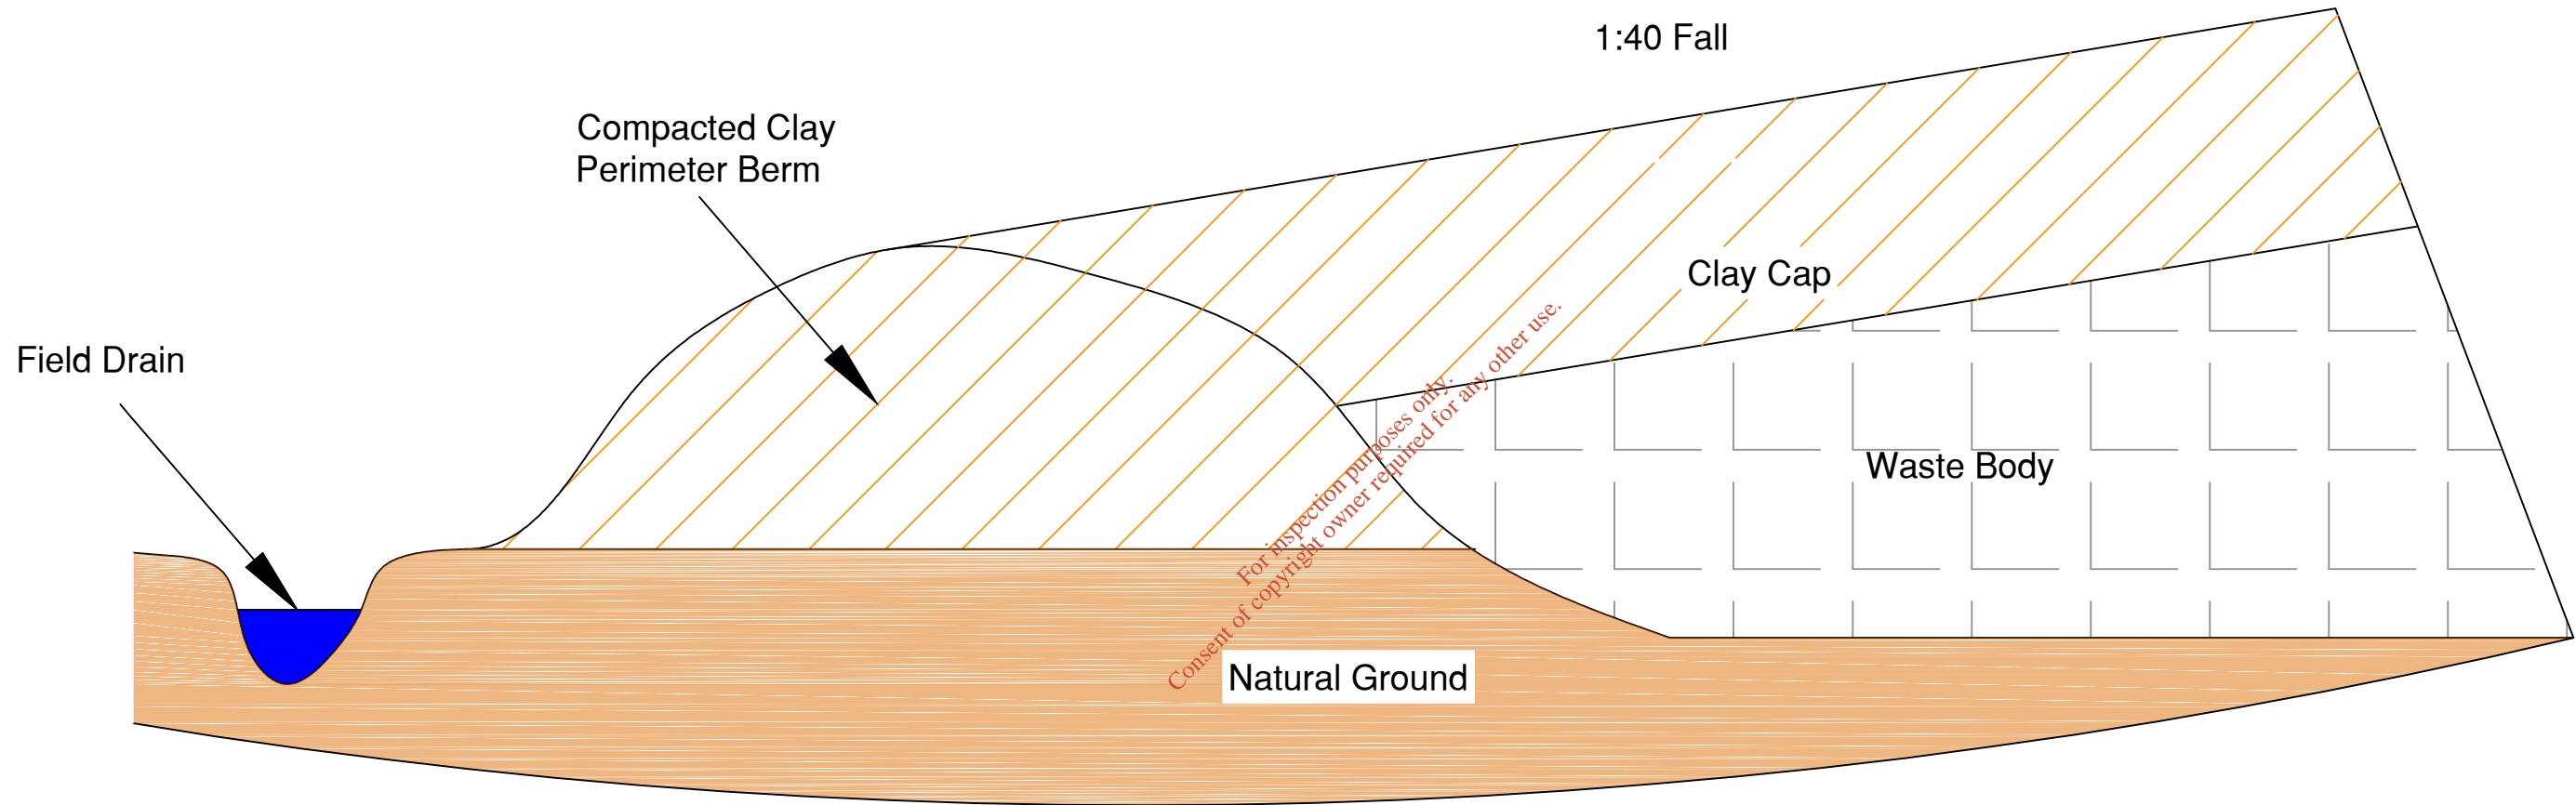 1:40 Fall
Compacted Clay
Perimeter Berm
Clay Cap
Field Drain
Waste Body
Natural Ground
For inspection purposes only.
Consent of copyright owner required for any other use.